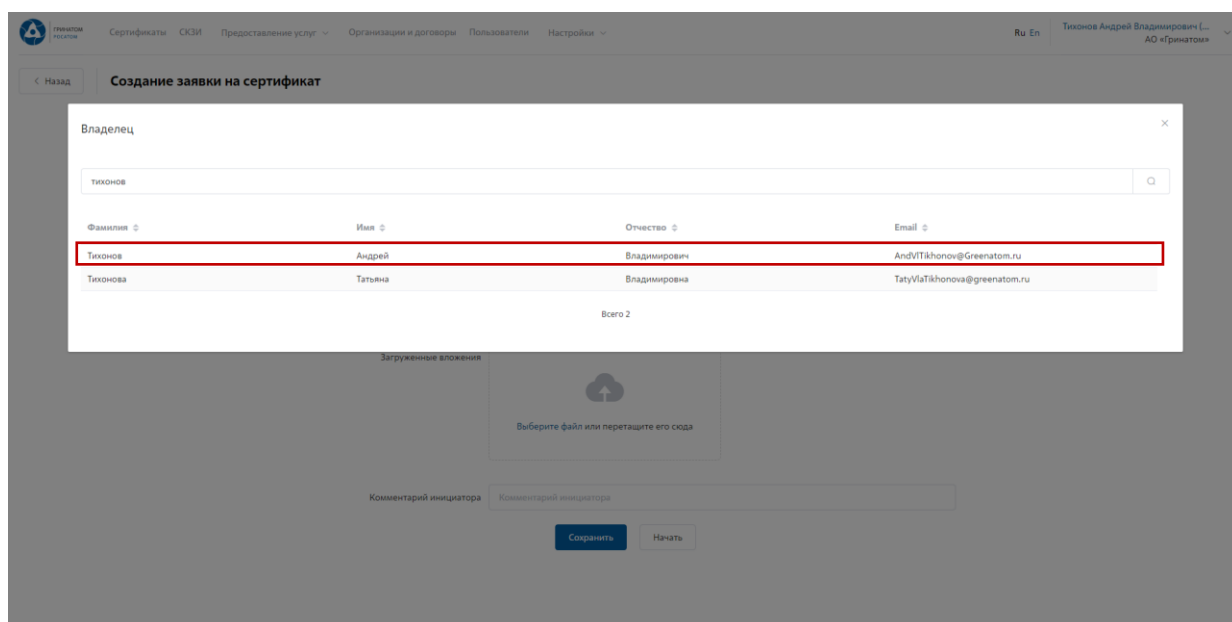 ГРИНАТОМ
РОСАТОМ
Сертификаты СКЗИ Предоставление услуг Организации и договоры Пользователи Настройки Ru En Тихонов Андрей Владимирович (...
АО «Гринатом»
Назад Создание заявки на сертификат
Владелец
тихонов
Фамилия Имя Отчество Email
Тихонов Андрей Владимирович AndVlTikhonov@Greenatom.ru
Тихонова Татьяна Владимировна TatyVlaTikhonova@greenatom.ru
Всего 2
Загруженные вложения
Выберите файл или перетащите его сюда
Комментарий инициатора Комментарий инициатора
Сохранить Начать